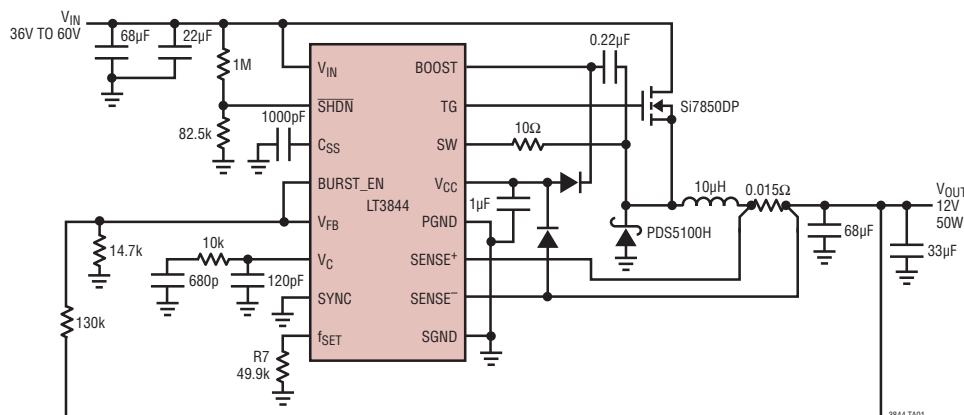 VIN
36V TO 60V
68µF
22µF
1M
82.5k
1000pF
VIN
SHDN
CSS
BURST_EN
VFB
VC
SYNC
fSET
LT3844
BOOST
TG
SW
VCC
PGND
SENSE+
SENSE–
SGND
14.7k
130k
10k
680p
120pF
R7
49.9k
0.22µF
Si7850DP
10Ω
1µF
10µH
0.015Ω
PDS5100H
68µF
VOUT
12V
50W
33µF
3844 TA01